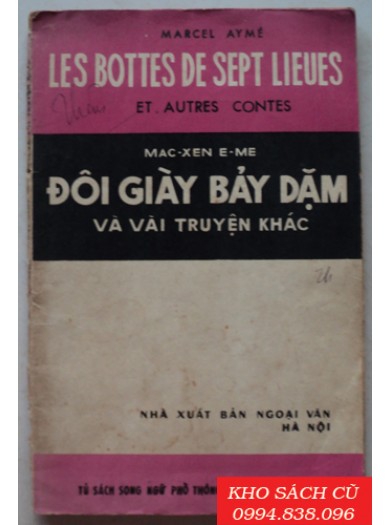 MARCEL AYMÉ
LES BOTTES DE SEPT LIEUES
ET AUTRES CONTES
MAC-XEN E-ME
ĐÔI GIÀY BẢY DẶM
VÀ VÀI TRUYỆN KHÁC
26
NHÀ XUẤT BẢN NGOẠI VĂN
HÀ NỘI
TỦ SÁCH SONG NGỮ PHỔ THÔNG
KHO SÁCH CŨ
0994.838.096